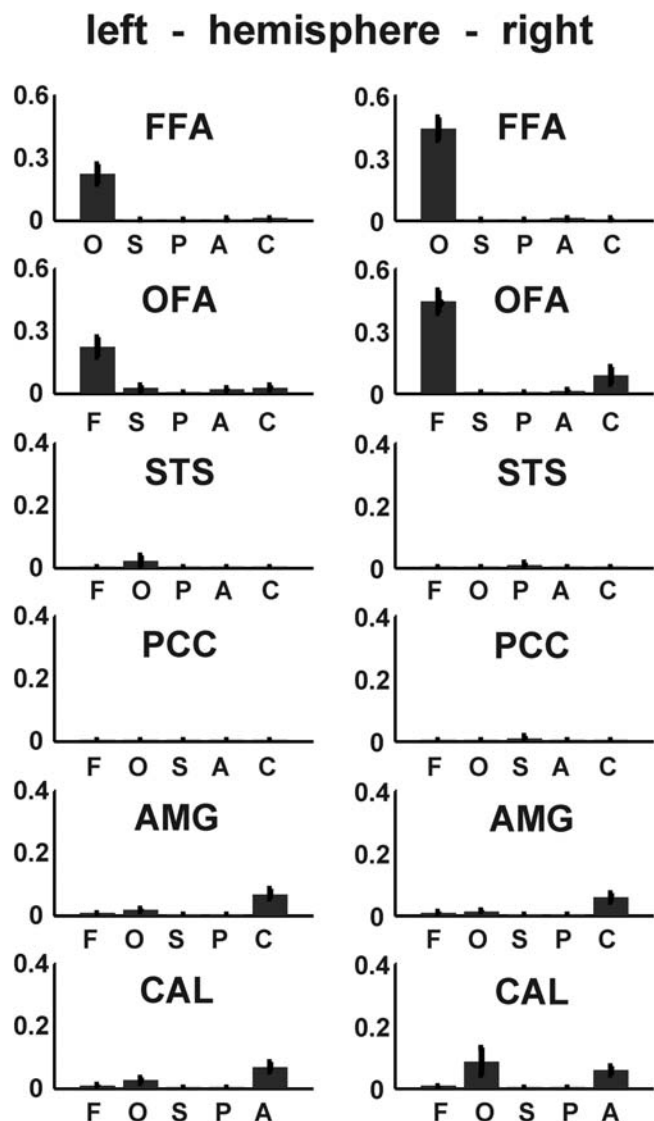 left - hemisphere - right
0.6 FFA 0.6 FFA
0.3 0.3
0 0
O S P A C O S P A C
0.6 OFA 0.6 OFA
0.3 0.3
0 0
F S P A C F S P A C
0.4 STS 0.4 STS
0.2 0.2
0 0
F O P A C F O P A C
0.4 PCC 0.4 PCC
0.2 0.2
0 0
F O S A C F O S A C
0.4 AMG 0.4 AMG
0.2 0.2
0 0
F O S P C F O S P C
0.4 CAL 0.4 CAL
0.2 0.2
0 0
F O S P A F O S P A